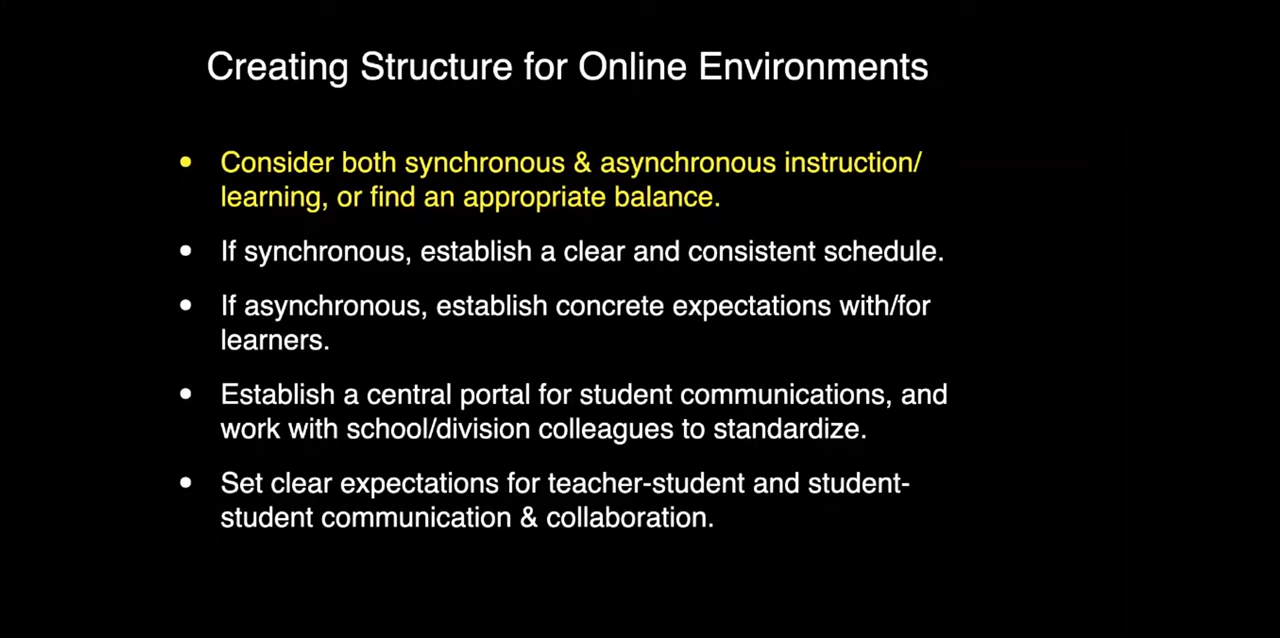 Creating Structure for Online Environments
• Consider both synchronous & asynchronous instruction/
learning, or find an appropriate balance.
• If synchronous, establish a clear and consistent schedule.
• If asynchronous, establish concrete expectations with/for
learners.
• Establish a central portal for student communications, and
work with school/division colleagues to standardize.
• Set clear expectations for teacher-student and student-
student communication & collaboration.